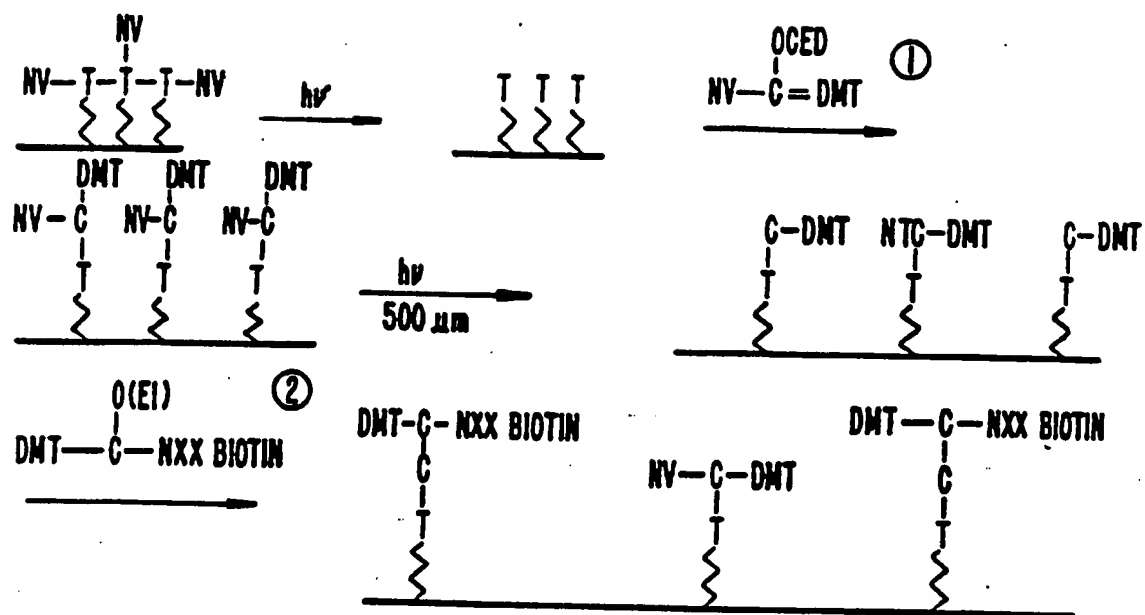 NV
NV-T-T-T-NV
hν
T T T
OCED
NV-C=DMT
①
DMT DMT DMT
NV-C NV-C NV-C
T T T
hν
500 µm
C-DMT NTC-DMT C-DMT
T T T
②
O(EI)
DMT-C-NXX BIOTIN
DMT-C-NXX BIOTIN
C
T
NV-C-DMT
T
DMT-C-NXX BIOTIN
C
T